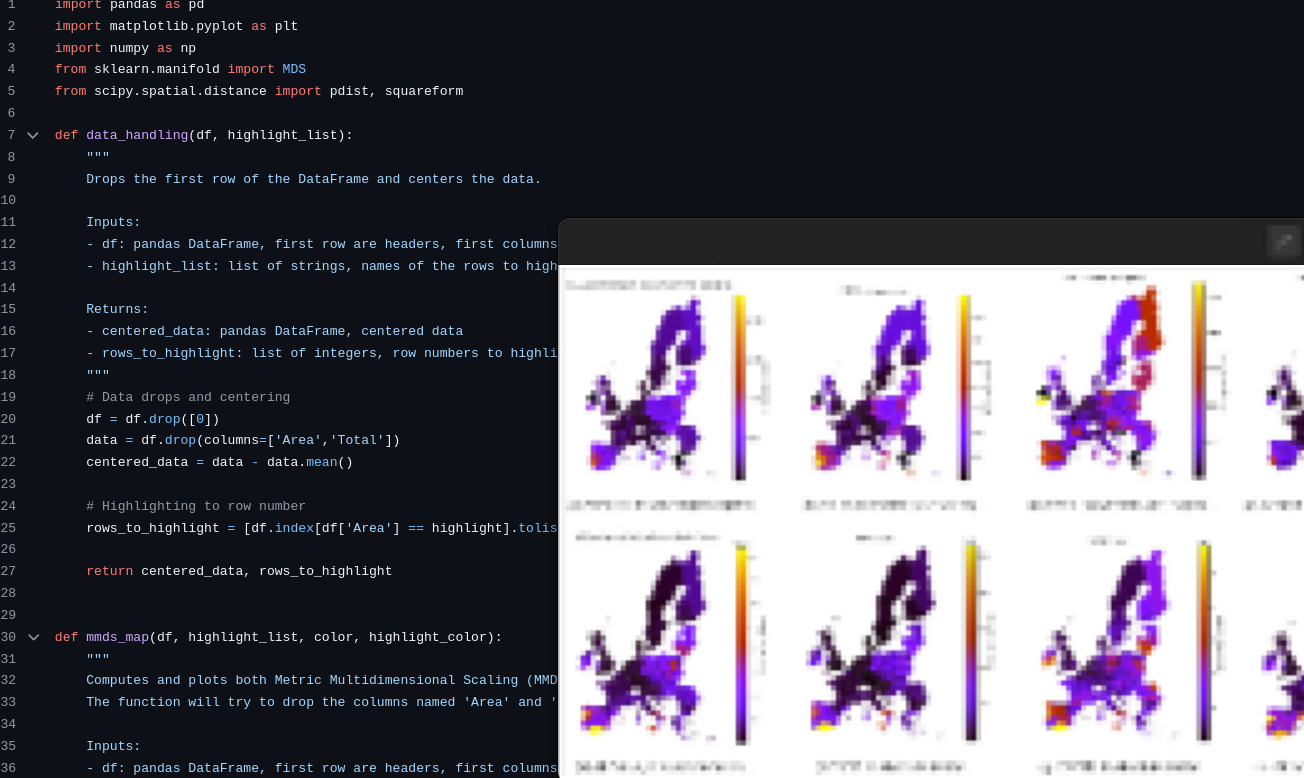 1 import pandas as pd
2 import matplotlib.pyplot as plt
3 import numpy as np
4 from sklearn.manifold import MDS
5 from scipy.spatial.distance import pdist, squareform
6
7 def data_handling(df, highlight_list):
8 """
9 Drops the first row of the DataFrame and centers the data.
10
11 Inputs:
12 - df: pandas DataFrame, first row are headers, first columns
13 - highlight_list: list of strings, names of the rows to high
14
15 Returns:
16 - centered_data: pandas DataFrame, centered data
17 - rows_to_highlight: list of integers, row numbers to highli
18 """
19 # Data drops and centering
20 df = df.drop([0])
21 data = df.drop(columns=['Area','Total'])
22 centered_data = data - data.mean()
23
24 # Highlighting to row number
25 rows_to_highlight = [df.index[df['Area'] == highlight].tolis
26
27 return centered_data, rows_to_highlight
28
29
30 def mmds_map(df, highlight_list, color, highlight_color):
31 """
32 Computes and plots both Metric Multidimensional Scaling (MMD
33 The function will try to drop the columns named 'Area' and '
34
35 Inputs:
36 - df: pandas DataFrame, first row are headers, first columns